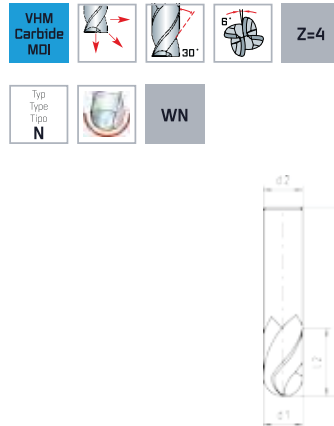 VHM
Carbide
MDI
30°
6°
Z=4
Typ
Type
Tipo
N
WN
d2
l2
d1